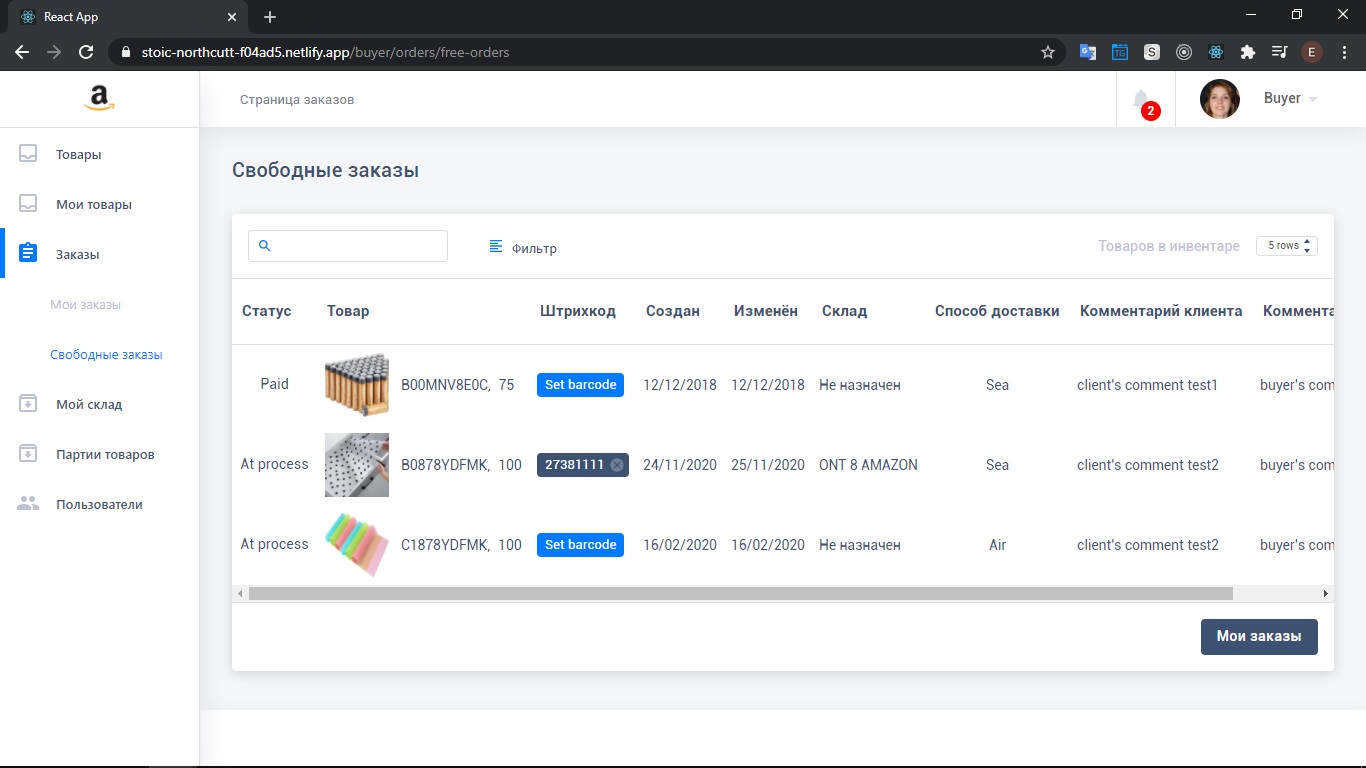 React App
stoic-northcutt-f04ad5.netlify.app/buyer/orders/free-orders
TG
S
E
a
Страница заказов
2
Buyer
Товары
Мои товары
Заказы
Мои заказы
Свободные заказы
Мой склад
Партии товаров
Пользователи
Свободные заказы
Фильтр
Товаров в инвентаре
5 rows
Статус Товар Штрихкод Создан Изменён Склад Способ доставки Комментарий клиента Коммента
Paid B00MNV8E0C, 75 Set barcode 12/12/2018 12/12/2018 Не назначен Sea client's comment test1 buyer's com
At process B0878YDFMK, 100 27381111 24/11/2020 25/11/2020 ONT 8 AMAZON Sea client's comment test2 buyer's com
At process C1878YDFMK, 100 Set barcode 16/02/2020 16/02/2020 Не назначен Air client's comment test2 buyer's com
Мои заказы